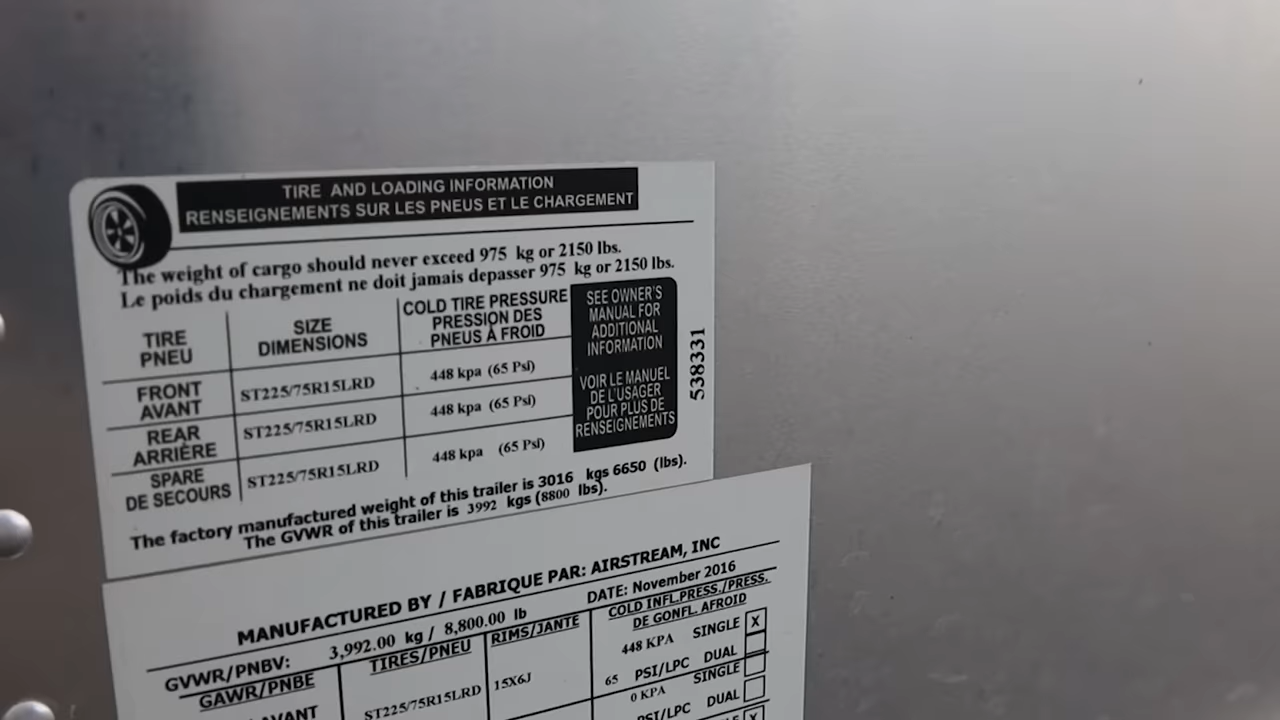 TIRE AND LOADING INFORMATION
RENSEIGNEMENTS SUR LES PNEUS ET LE CHARGEMENT
The weight of cargo should never exceed 975 kg or 2150 lbs.
Le poids du chargement ne doit jamais depasser 975 kg or 2150 lbs.
TIRE
PNEU
SIZE
DIMENSIONS
COLD TIRE PRESSURE
PRESSION DES
PNEUS À FROID
SEE OWNER'S
MANUAL FOR
ADDITIONAL
INFORMATION
VOIR LE MANUEL
DE L'USAGER
POUR PLUS DE
RENSEIGNEMENTS
538331
FRONT
AVANT
ST225/75R15LRD
448 kpa (65 Psi)
REAR
ARRIÈRE
ST225/75R15LRD
448 kpa (65 Psi)
SPARE
DE SECOURS
ST225/75R15LRD
448 kpa (65 Psi)
The factory manufactured weight of this trailer is 3016 kgs 6650 (lbs).
The GVWR of this trailer is 3992 kgs (8800 lbs).
MANUFACTURED BY / FABRIQUE PAR: AIRSTREAM, INC
GVWR/PNBV: 3,992.00 kg / 8,800.00 lb DATE: November 2016
GAWR/PNBE
TIRES/PNEU
RIMS/JANTE
COLD INFL.PRESS./PRESS.
DE GONFL. AFROID
AVANT
ST225/75R15LRD
15X6J
448 KPA SINGLE X
65 PSI/LPC DUAL
0 KPA SINGLE
PSI/LPC DUAL
X